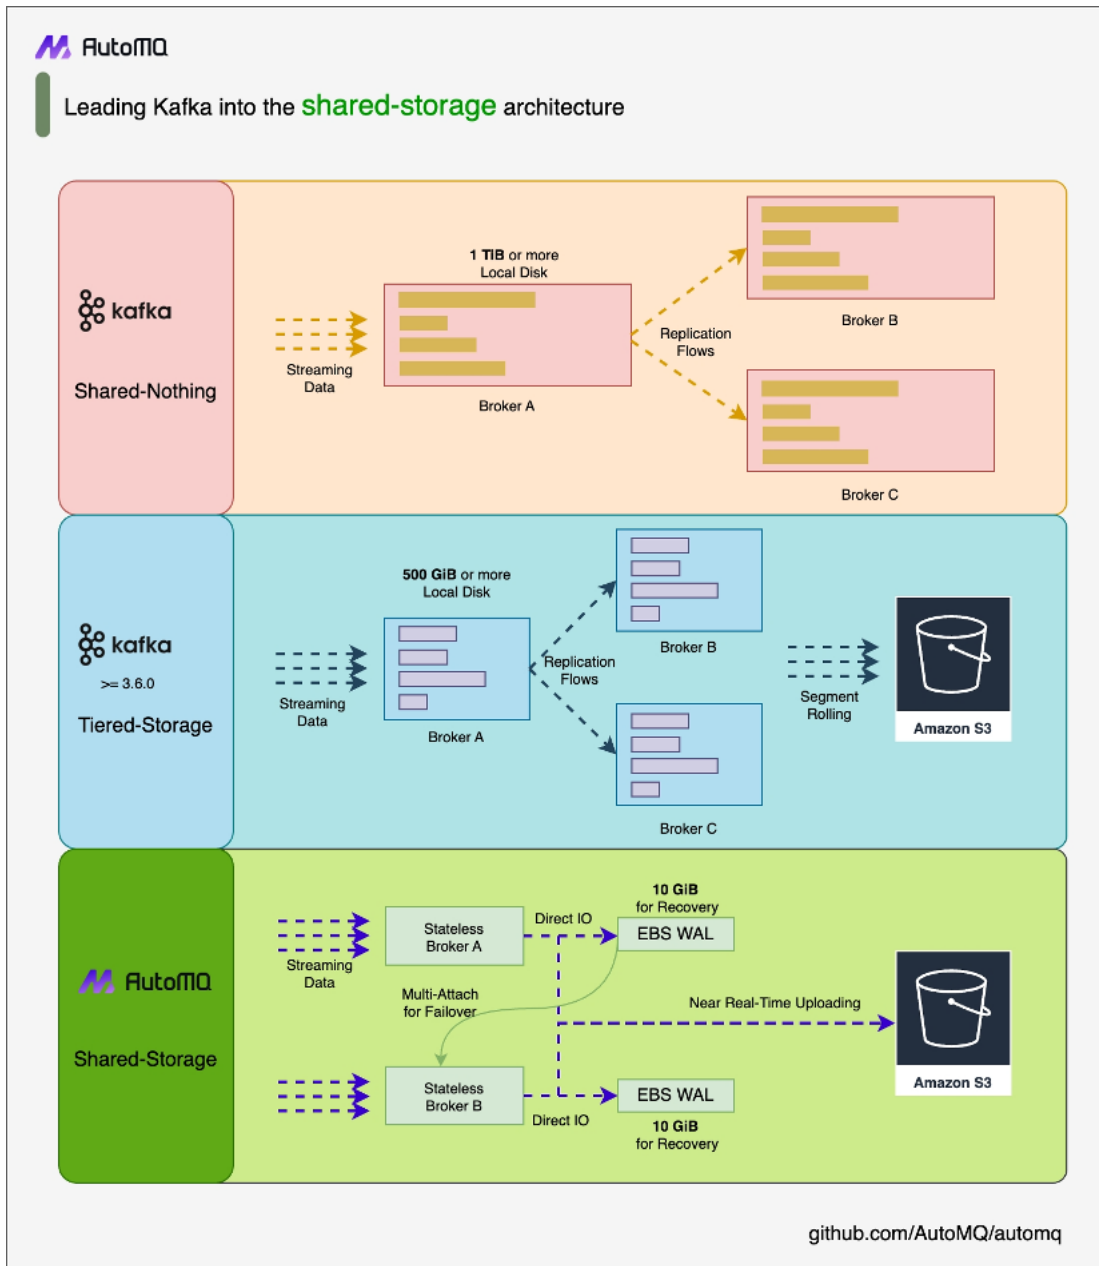 AutoMQ
Leading Kafka into the shared-storage architecture
kafka
Shared-Nothing
Streaming
Data
1 TiB or more
Local Disk
Broker A
Replication
Flows
Broker B
Broker C
kafka
>= 3.6.0
Tiered-Storage
Streaming
Data
500 GiB or more
Local Disk
Broker A
Replication
Flows
Broker B
Broker C
Segment
Rolling
Amazon S3
AutoMQ
Shared-Storage
Streaming
Data
Stateless
Broker A
Direct IO
10 GiB
for Recovery
EBS WAL
Multi-Attach
for Failover
Near Real-Time Uploading
Amazon S3
Stateless
Broker B
Direct IO
EBS WAL
10 GiB
for Recovery
github.com/AutoMQ/automq